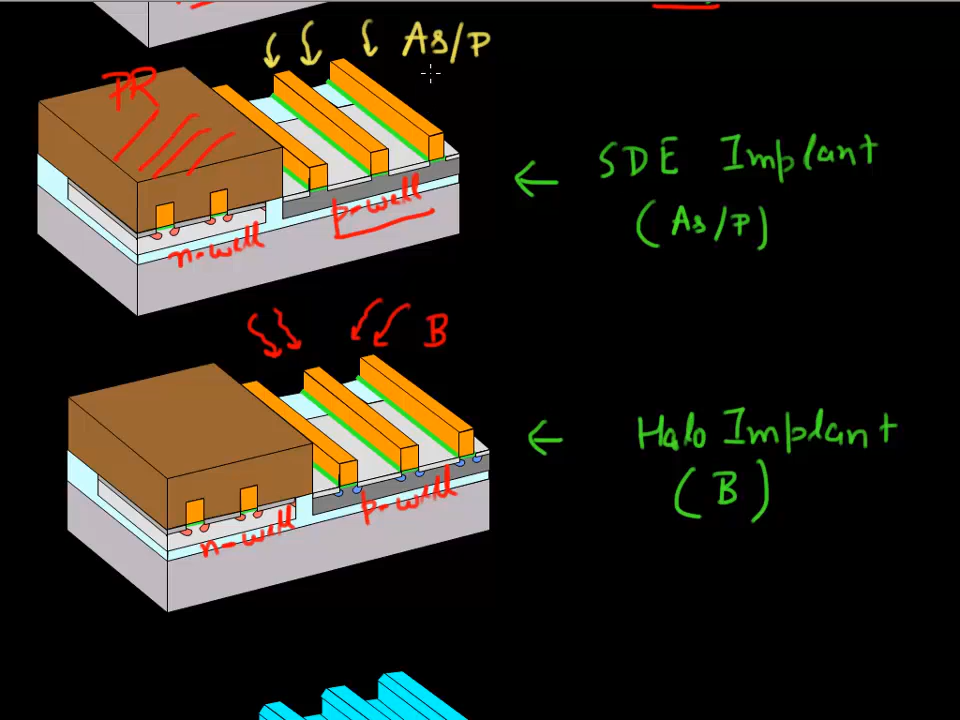 As/P
PR
SDE Implant
(As/P)
p-well
n-well
B
Halo Implant
(B)
p-well
n-well